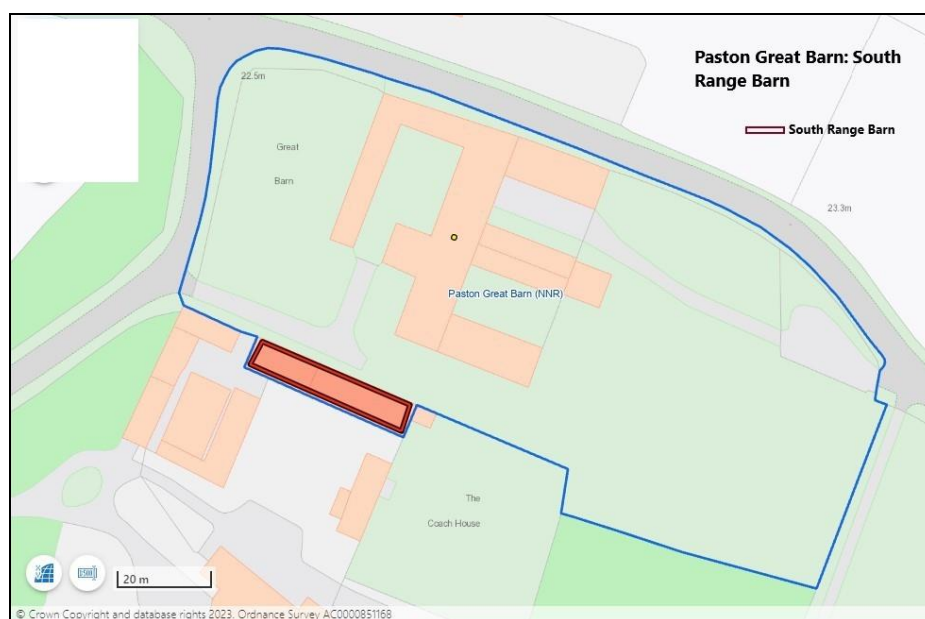 Paston Great Barn: South
Range Barn
South Range Barn
22.5m
Great
Barn
23.3m
Paston Great Barn (NNR)
The
Coach House
20 m
© Crown Copyright and database rights 2023. Ordnance Survey AC0000851168